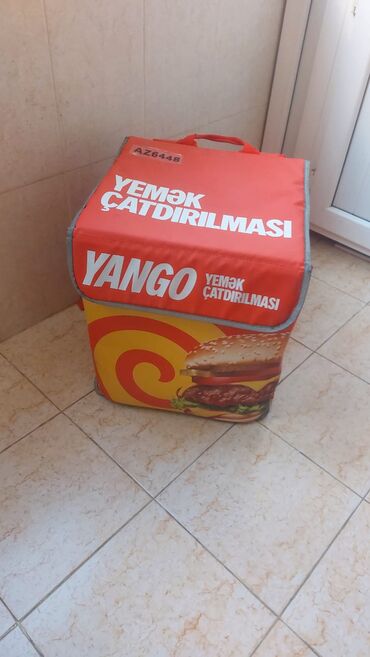 AZ6448
YEMƏK
ÇATDIRILMASI
YANGO YEMƏK
ÇATDIRILMASI